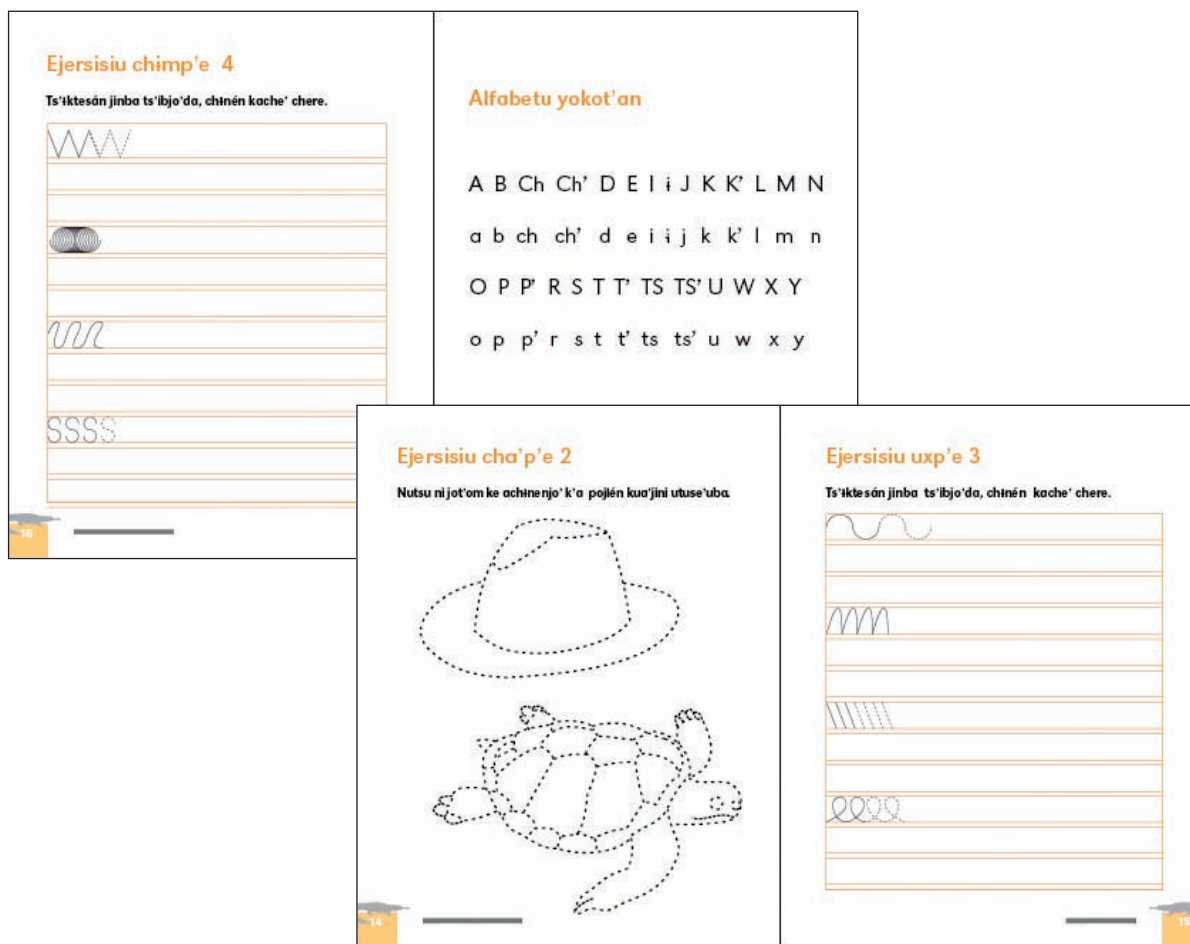 Ejersisiu chɨmp'e 4
Ts'ɨktesán jinba ts'ibjo'da, chɨnén kache' chere.
SSSS
16
Alfabetu yokot'an
A B Ch Ch' D E I ɨ J K K' L M N
a b ch ch' d e i ɨ j k k' l m n
O P P' R S T T' TS TS' U W X Y
o p p' r s t t' ts ts' u w x y
Ejersisiu cha'p'e 2
Nutsu ni jot'om ke achɨnenjo' k'a pojlén kua'jini utuse'uba.
14
Ejersisiu uxp'e 3
Ts'ɨktesán jinba ts'ibjo'da, chɨnén kache' chere.
15